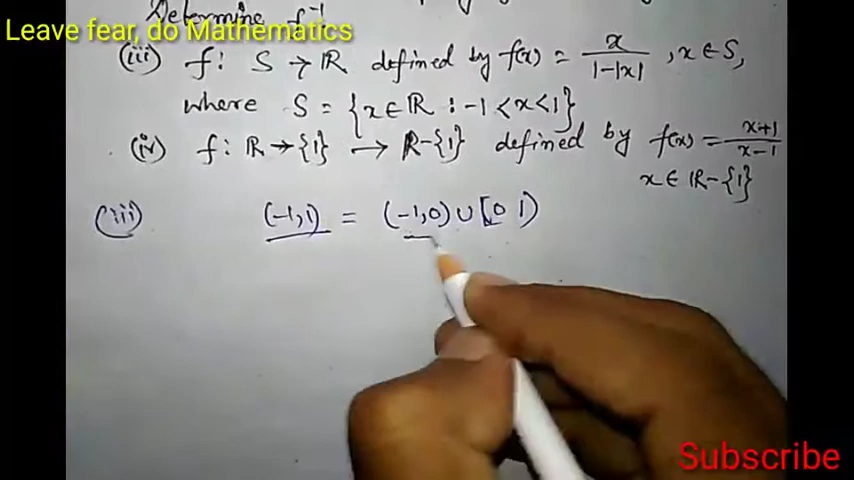 Determine f⁻¹.
Leave fear, do Mathematics
(iii) f: S → ℝ defined by f(x) = x/(1-|x|), x ∈ S,
where S = {x ∈ ℝ : -1 < x < 1}
(iv) f: ℝ → {1} → ℝ-{1} defined by f(x) = (x+1)/(x-1)
x ∈ ℝ-{1}
(iii) (-1,1) = (-1,0) ∪ [0 1)
Subscribe